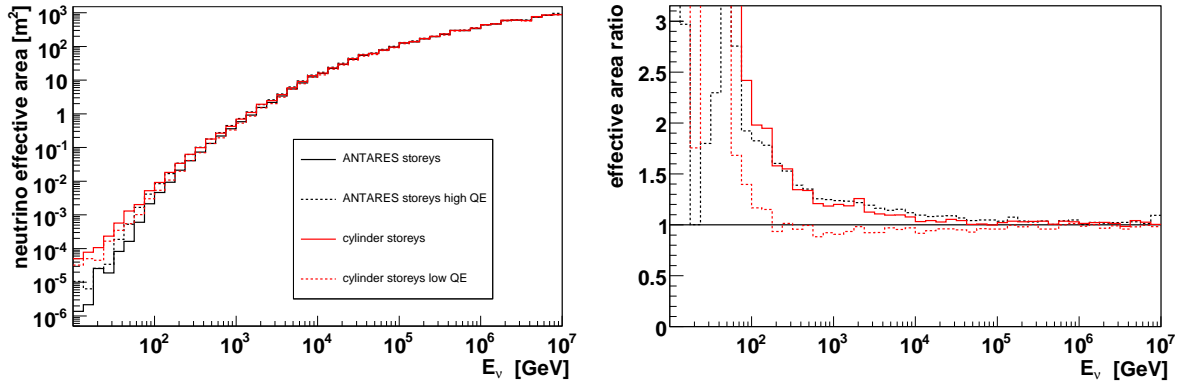 neutrino effective area [m²]
10³
10²
10
1
10⁻¹
10⁻²
10⁻³
10⁻⁴
10⁻⁵
10⁻⁶
ANTARES storeys
ANTARES storeys high QE
cylinder storeys
cylinder storeys low QE
10² 10³ 10⁴ 10⁵ 10⁶ 10⁷
Eν [GeV]
effective area ratio
3
2.5
2
1.5
1
0.5
0
10² 10³ 10⁴ 10⁵ 10⁶ 10⁷
Eν [GeV]